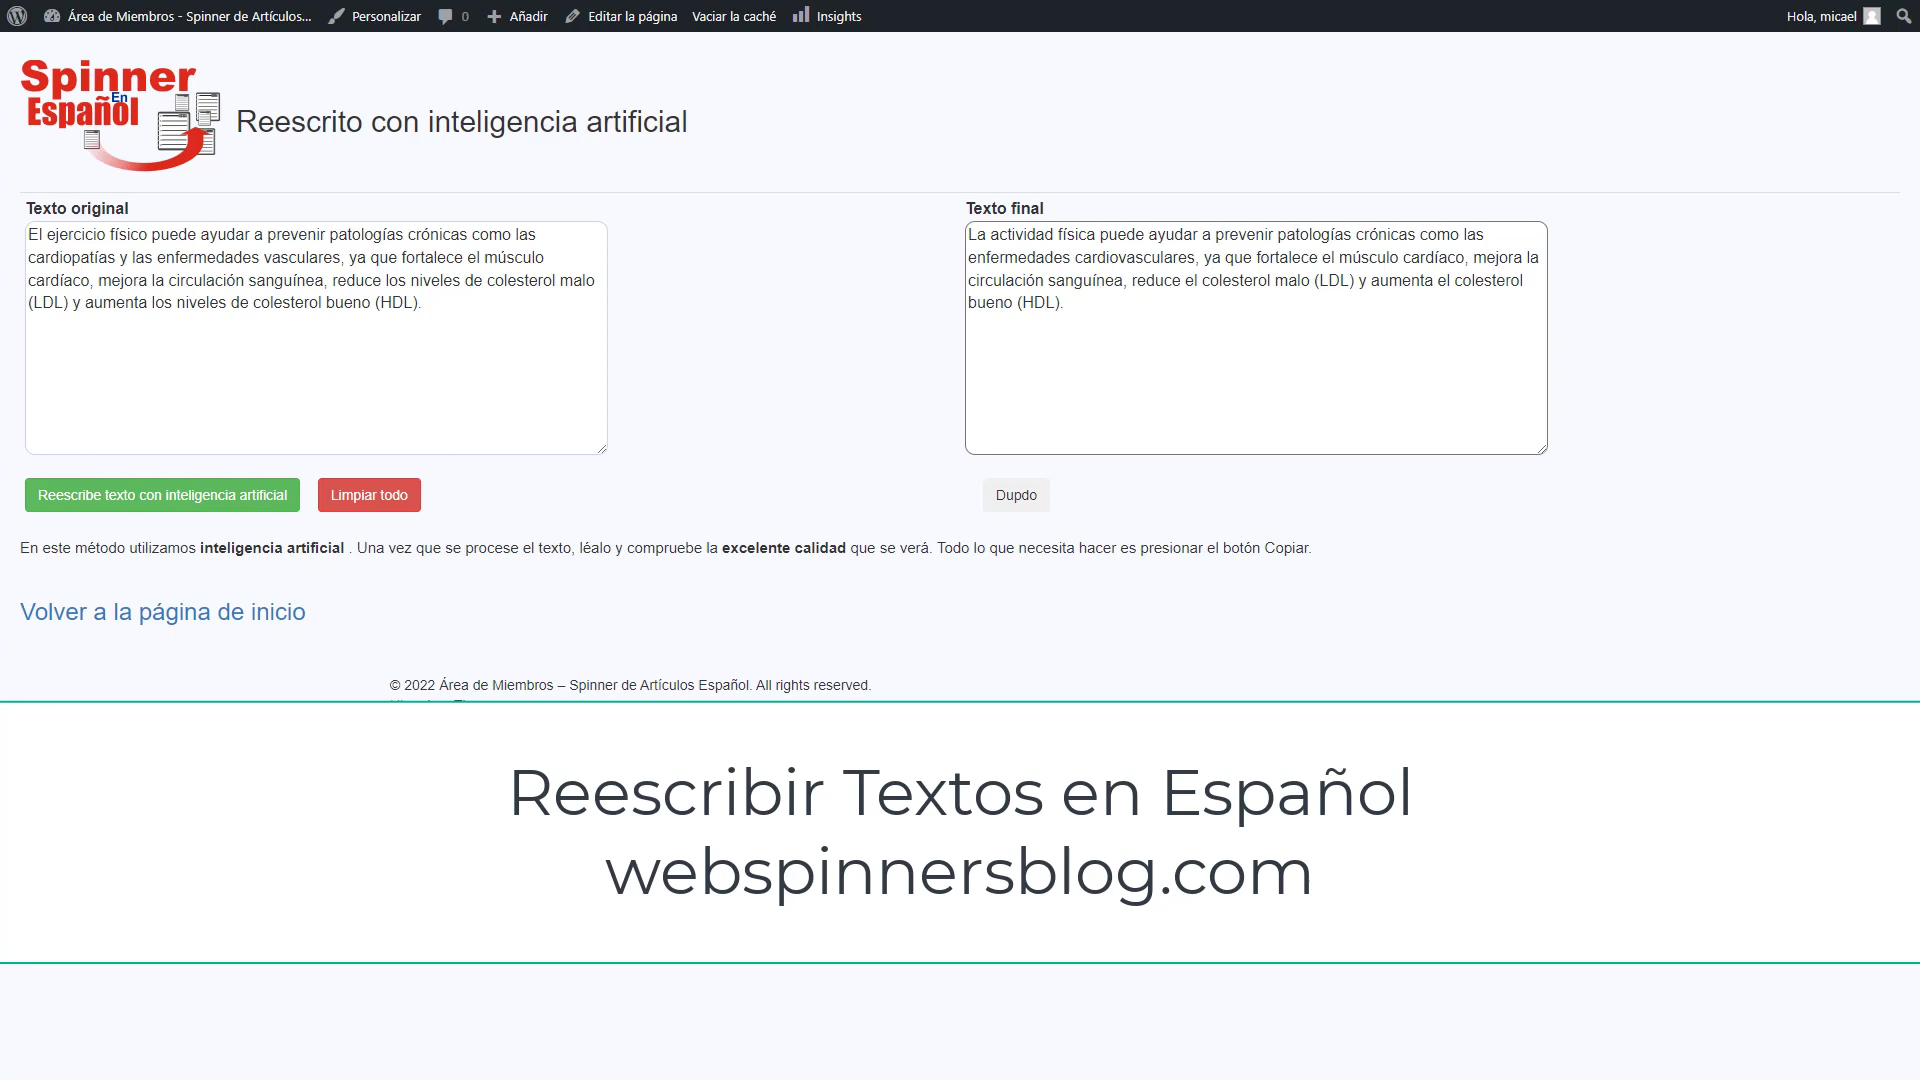 Área de Miembros - Spinner de Artículos... Personalizar 0 Añadir Editar la página Vaciar la caché Insights Hola, micael
Spinner
En
Español
Reescrito con inteligencia artificial
Texto original
El ejercicio físico puede ayudar a prevenir patologías crónicas como las
cardiopatías y las enfermedades vasculares, ya que fortalece el músculo
cardíaco, mejora la circulación sanguínea, reduce los niveles de colesterol malo
(LDL) y aumenta los niveles de colesterol bueno (HDL).
Texto final
La actividad física puede ayudar a prevenir patologías crónicas como las
enfermedades cardiovasculares, ya que fortalece el músculo cardíaco, mejora la
circulación sanguínea, reduce el colesterol malo (LDL) y aumenta el colesterol
bueno (HDL).
Reescribe texto con inteligencia artificial Limpiar todo Dupdo
En este método utilizamos inteligencia artificial . Una vez que se procese el texto, léalo y compruebe la excelente calidad que se verá. Todo lo que necesita hacer es presionar el botón Copiar.
Volver a la página de inicio
© 2022 Área de Miembros – Spinner de Artículos Español. All rights reserved.
Reescribir Textos en Español
webspinnersblog.com